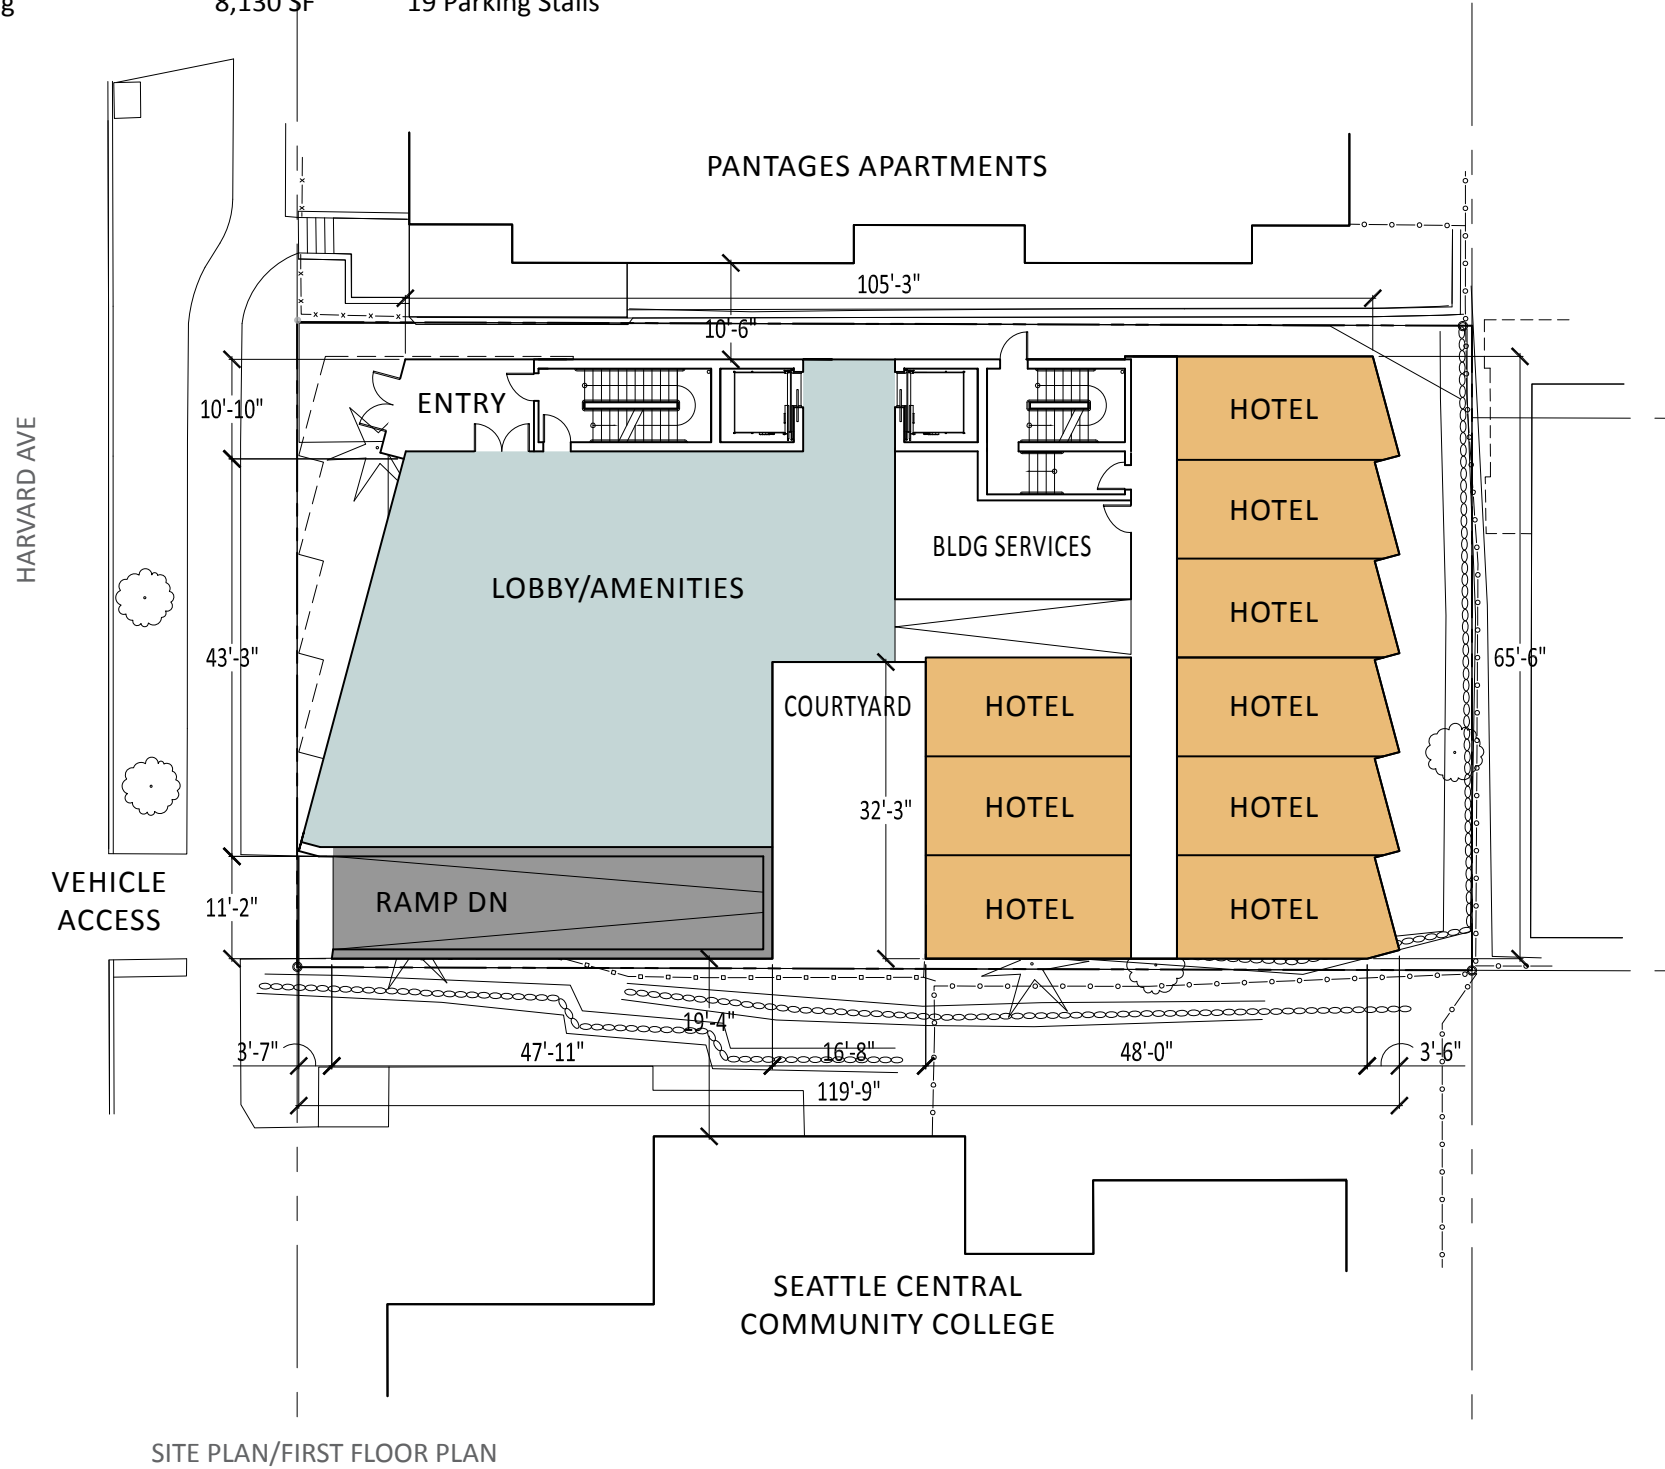 g 8,130 SF 19 Parking Stalls
PANTAGES APARTMENTS
105'-3"
10'-6"
10'-10"
ENTRY
HOTEL
HARVARD AVE
HOTEL
BLDG SERVICES
LOBBY/AMENITIES
HOTEL
43'-3"
65'-6"
COURTYARD
HOTEL
HOTEL
32'-3"
HOTEL
HOTEL
VEHICLE
ACCESS
11'-2"
RAMP DN
HOTEL
HOTEL
19'-4"
3'-7"
47'-11"
16'-8"
48'-0"
3'-6"
119'-9"
SEATTLE CENTRAL
COMMUNITY COLLEGE
SITE PLAN/FIRST FLOOR PLAN